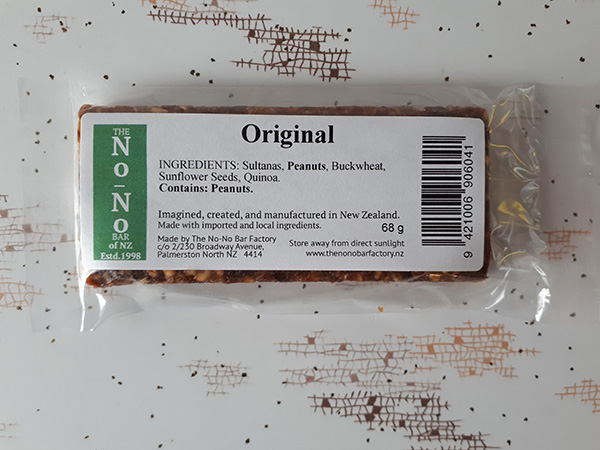 THE
No-No
BAR
of NZ
Estd.1998
Original
INGREDIENTS: Sultanas, Peanuts, Buckwheat,
Sunflower Seeds, Quinoa.
Contains: Peanuts.
Imagined, created, and manufactured in New Zealand.
Made with imported and local ingredients.
68 g
Made by The No-No Bar Factory
c/o 2/230 Broadway Avenue,
Palmerston North NZ 4414
Store away from direct sunlight
www.thenonobarfactory.nz
9 421006 906041